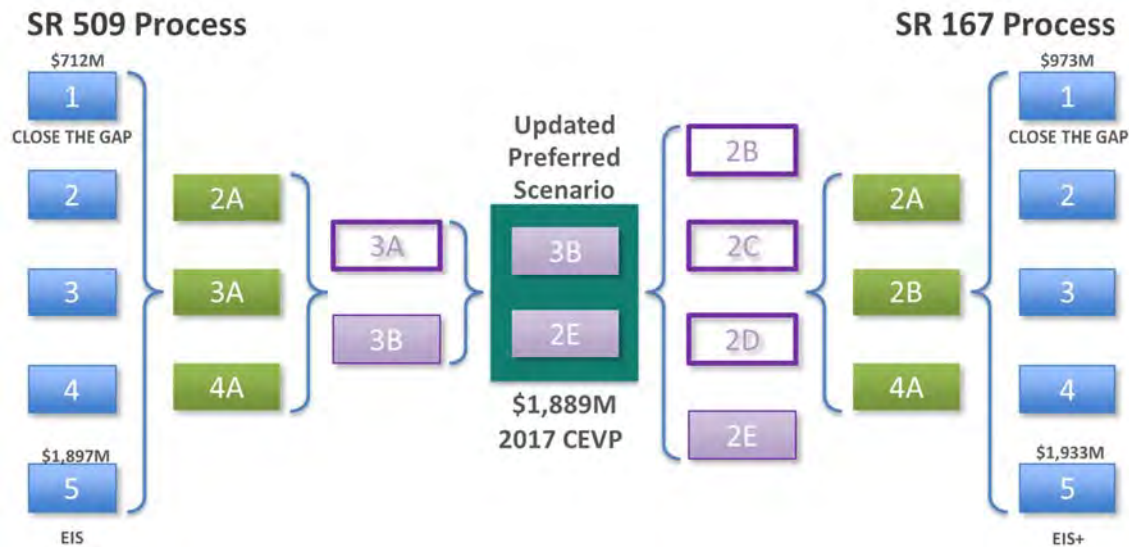 SR 509 Process
$712M
1
CLOSE THE GAP
2
3
4
$1,897M
5
EIS
2A
3A
4A
3A
3B
Updated
Preferred
Scenario
3B
2E
$1,889M
2017 CEVP
2B
2C
2D
2E
2A
2B
4A
SR 167 Process
$973M
1
CLOSE THE GAP
2
3
4
$1,933M
5
EIS+